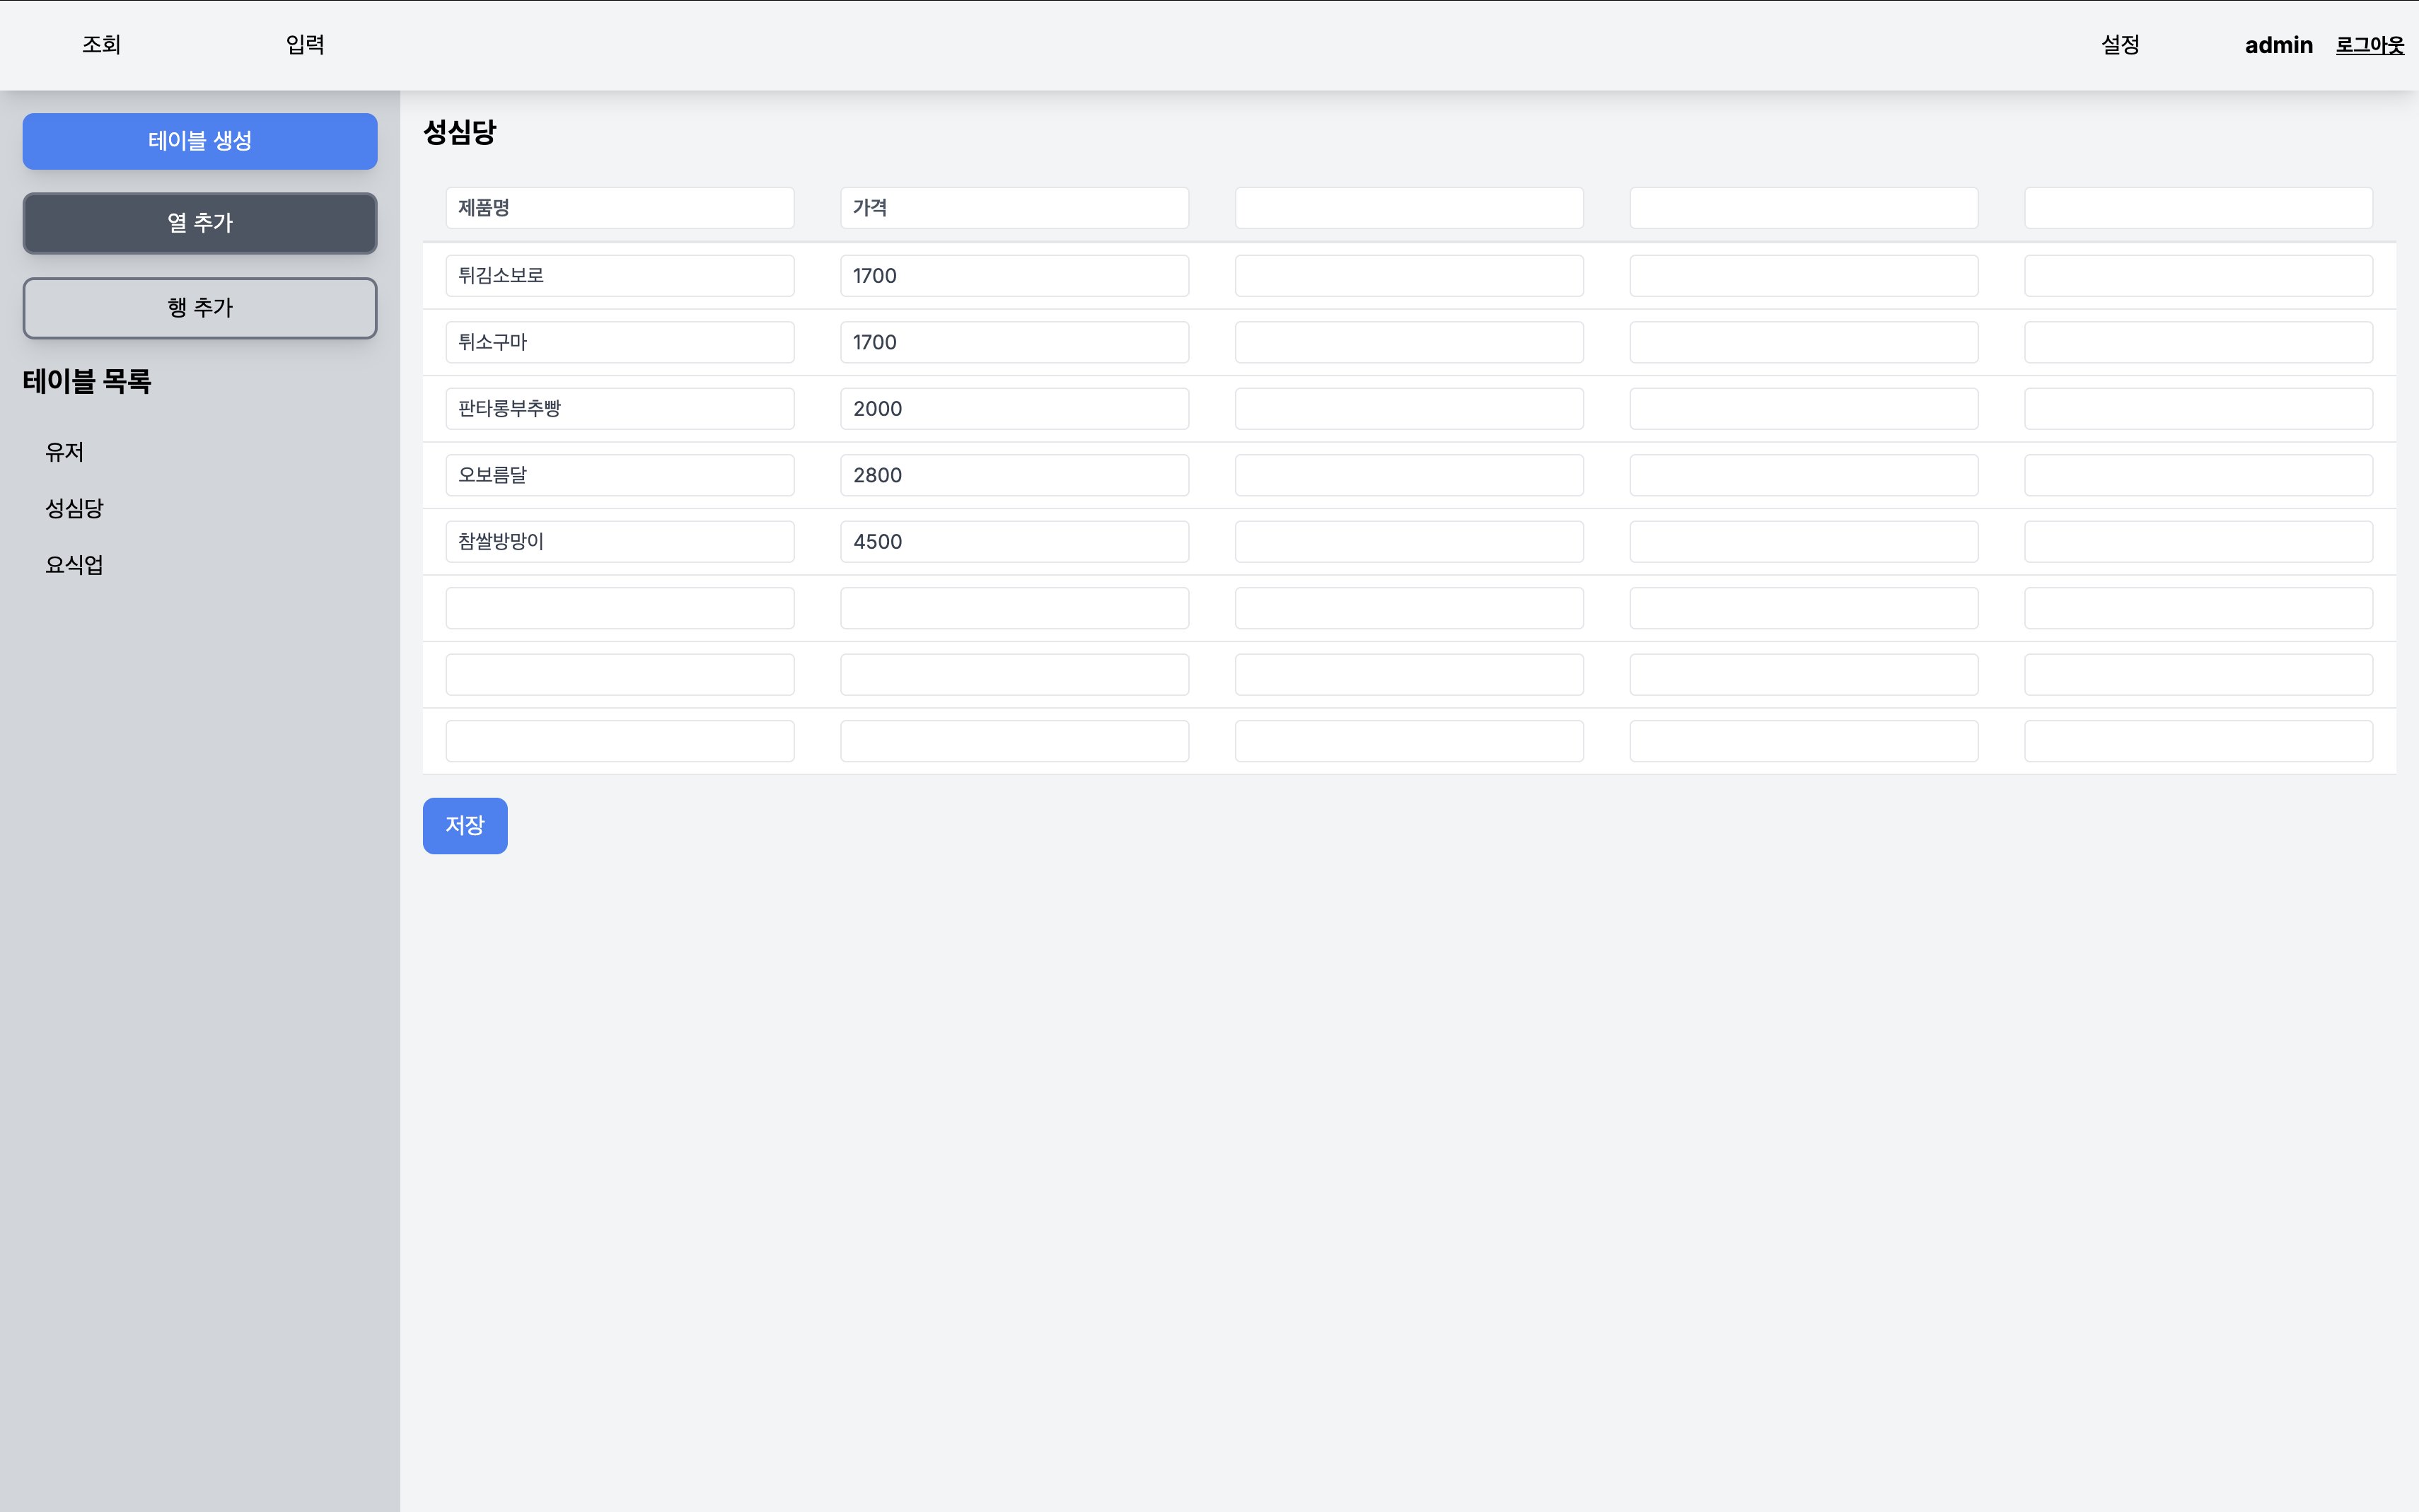 조회 입력 설정 admin 로그아웃
테이블 생성
열 추가
행 추가
테이블 목록
유저
성심당
요식업
성심당
제품명 가격
튀김소보로 1700
튀소구마 1700
판타롱부추빵 2000
오보름달 2800
참쌀방망이 4500
저장